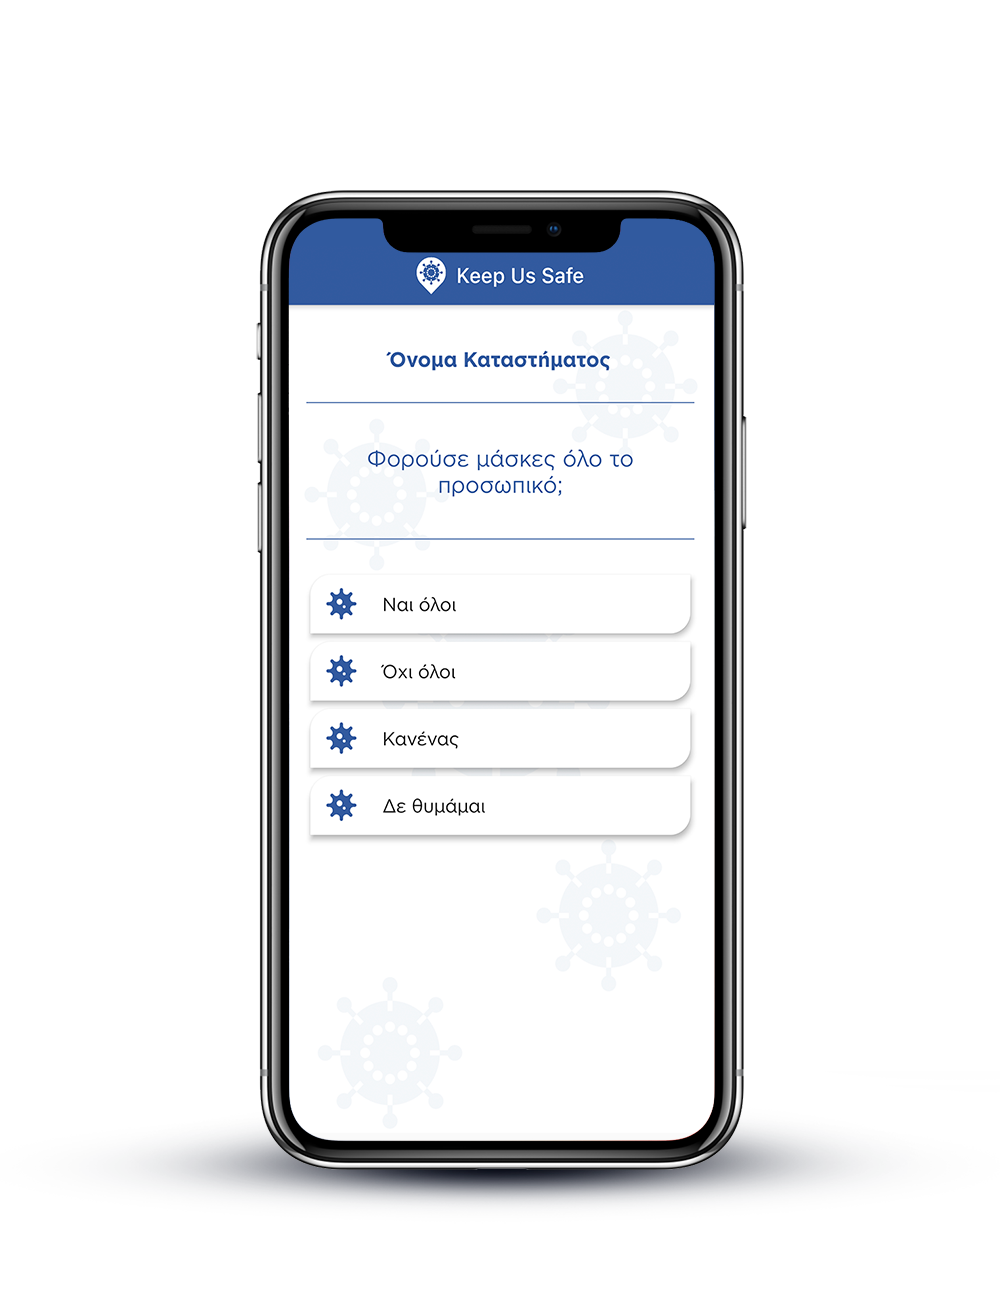 Keep Us Safe
Όνομα Καταστήματος
Φορούσε μάσκες όλο το
προσωπικό;
Ναι όλοι
Όχι όλοι
Κανένας
Δε θυμάμαι